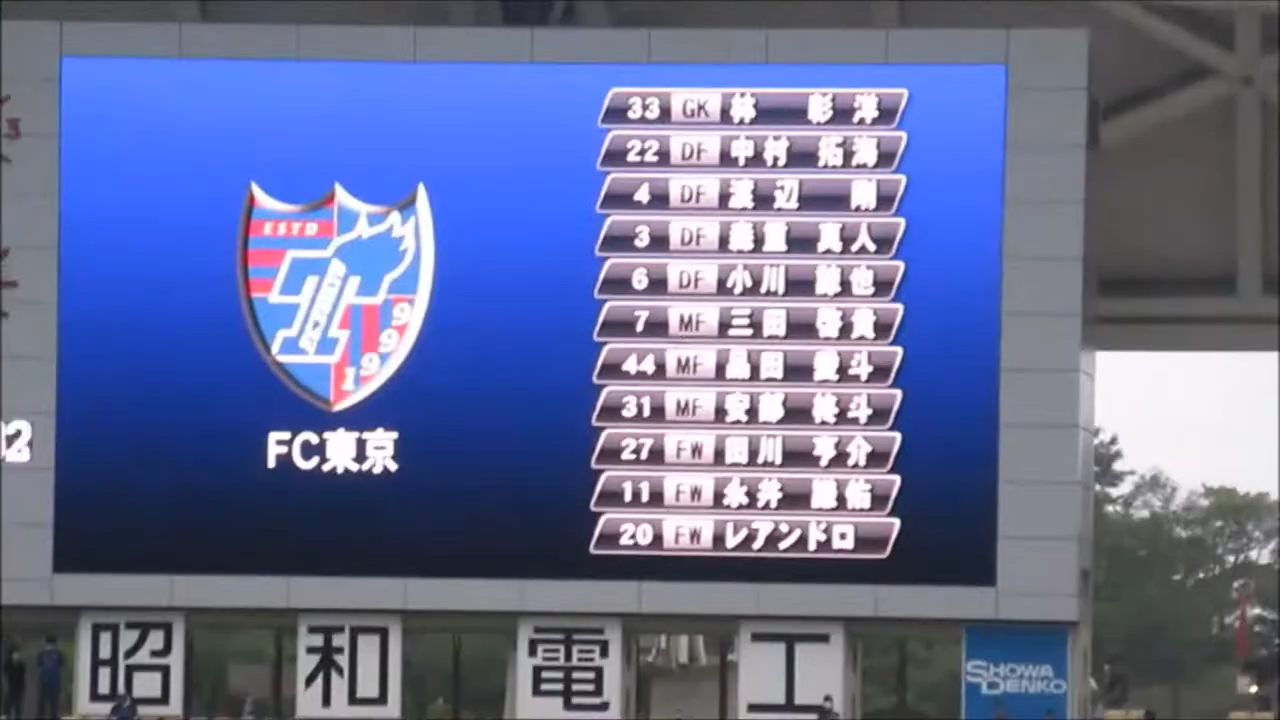 ESTD
TOKYO
1999
FC東京
33 GK 林 彰洋
22 DF 中村 拓海
4 DF 渡辺 剛
3 DF 森重 真人
6 DF 小川 諒也
7 MF 三田 啓貴
44 MF 品田 愛斗
31 MF 安部 柊斗
27 FW 田川 亨介
11 FW 永井 謙佑
20 FW レアンドロ
昭和電工
SHOWA
DENKO